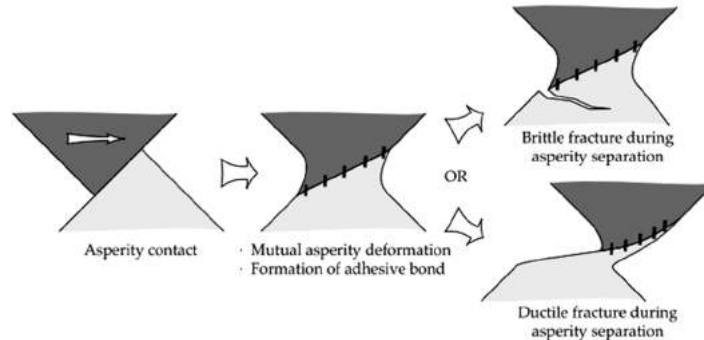 Asperity contact
· Mutual asperity deformation
· Formation of adhesive bond
OR
Brittle fracture during
asperity separation
Ductile fracture during
asperity separation